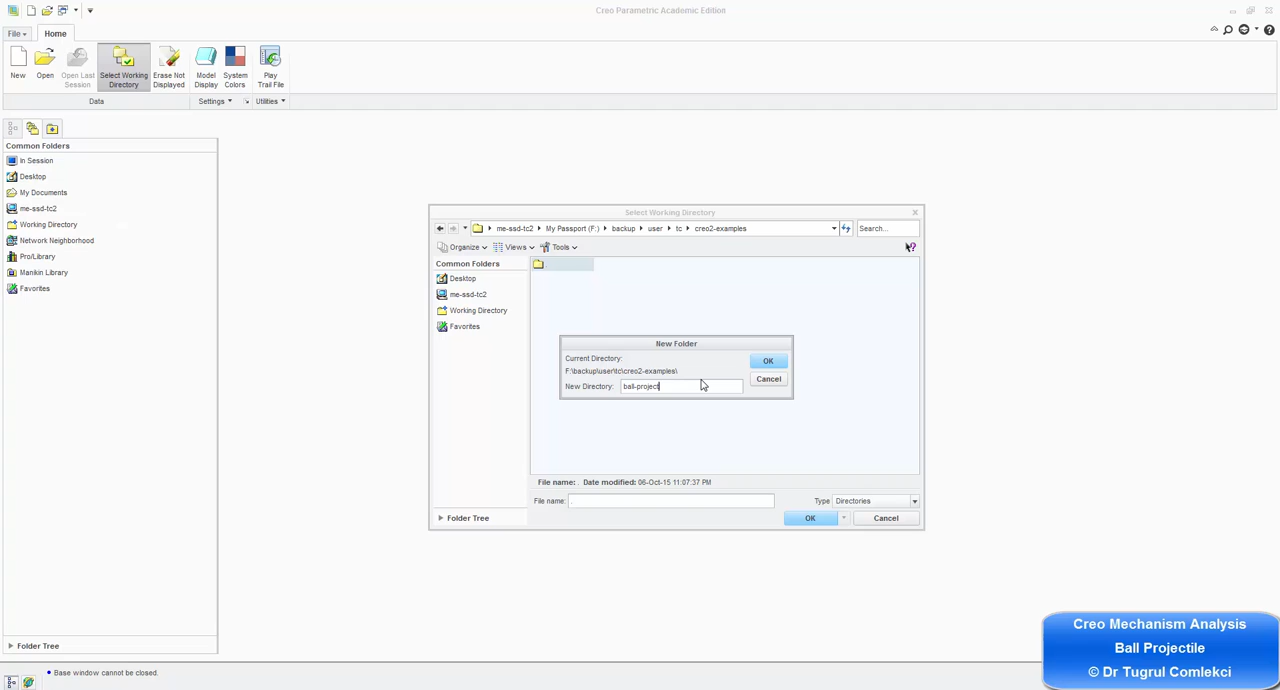 Creo Parametric Academic Edition
File
Home
New
Open
Open Last Session
Select Working Directory
Erase Not Displayed
Model Display
System Colors
Play Trail File
Data
Settings
Utilities
Common Folders
In Session
Desktop
My Documents
me-ssd-tc2
Working Directory
Network Neighborhood
Pro/Library
Manikin Library
Favorites
Folder Tree
Select Working Directory
me-ssd-tc2
My Passport (F:)
backup
user
tc
creo2-examples
Search...
Organize
Views
Tools
Common Folders
Desktop
me-ssd-tc2
Working Directory
Favorites
New Folder
Current Directory:
F:\backup\user\tc\creo2-examples\
New Directory: ball-project
OK
Cancel
File name: . Date modified: 06-Oct-15 11:07:37 PM
File name: .
Type Directories
Folder Tree
OK
Cancel
Base window cannot be closed.
Creo Mechanism Analysis
Ball Projectile
© Dr Tugrul Comlekci